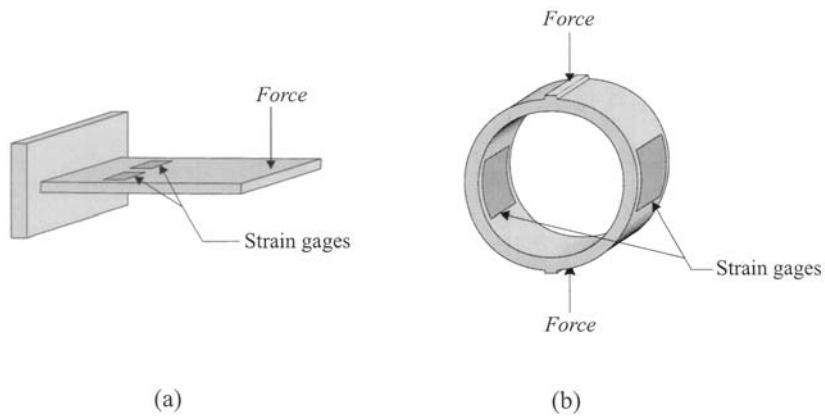 Force
Strain gages
(a)
Force
Strain gages
Force
(b)